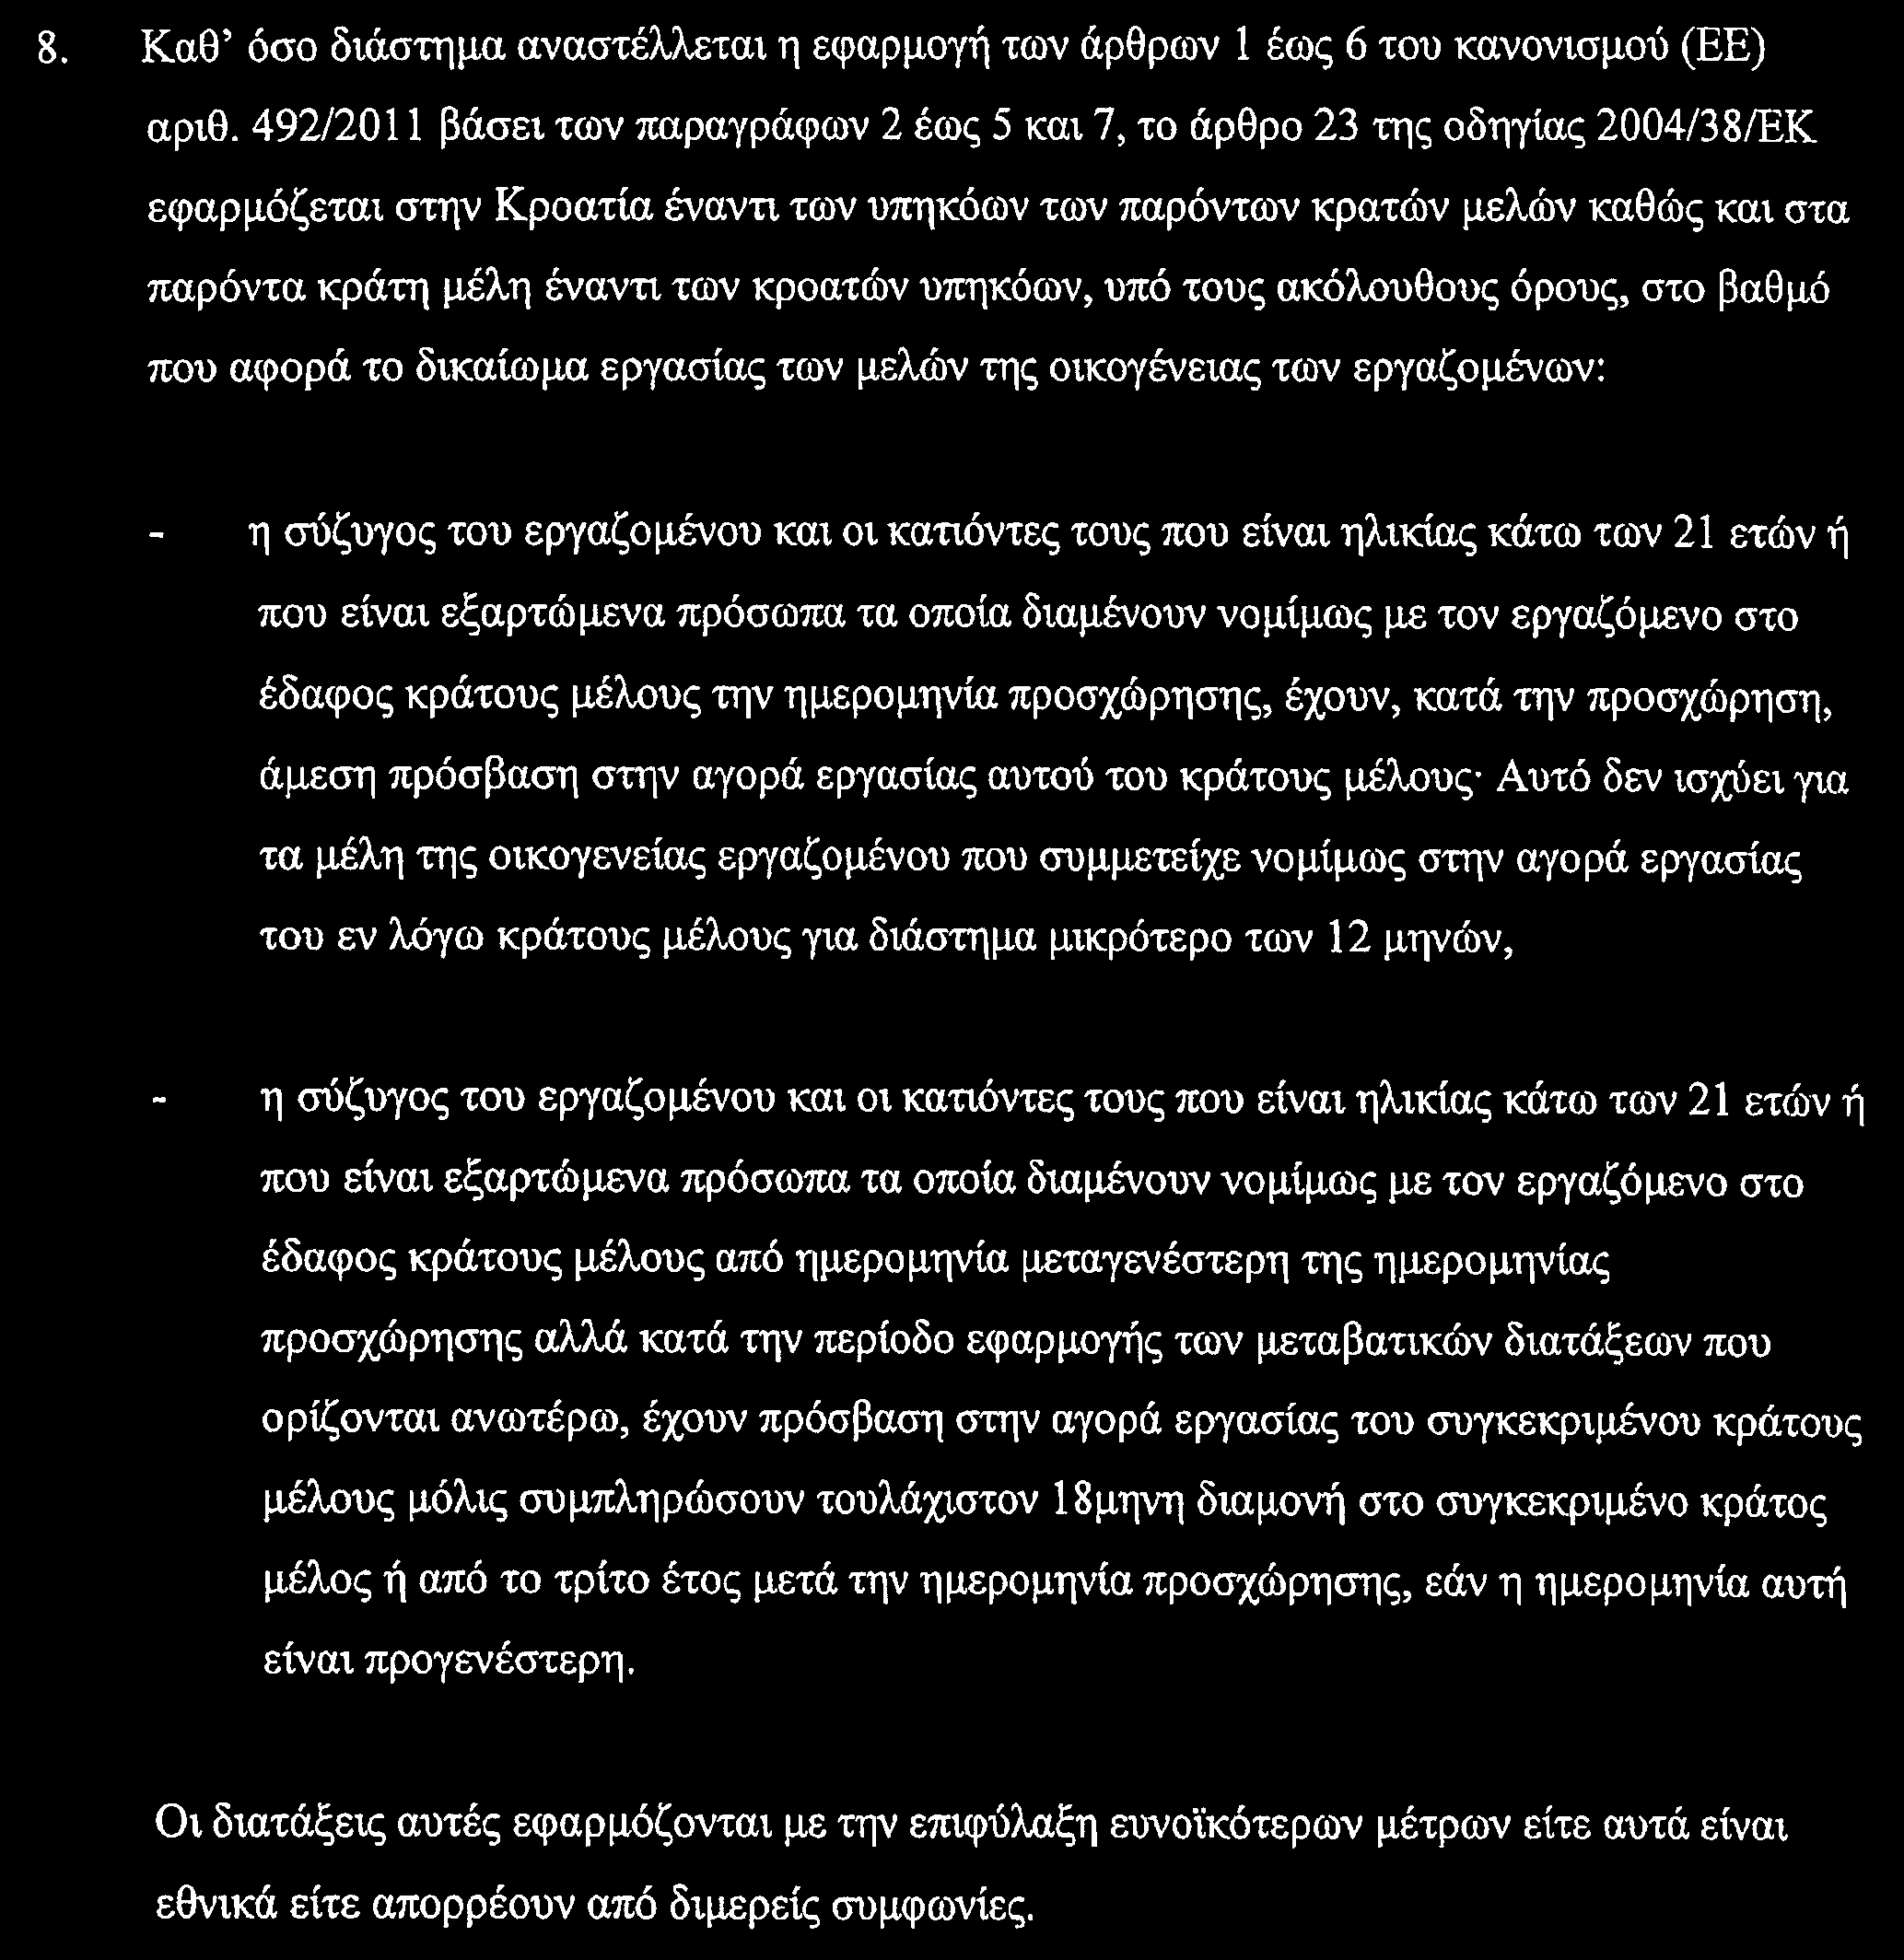 8. Καθ’ όσο διάστημα αναστέλλεται η εφαρμογή των άρθρων 1 έως 6 του κανονισμού (ΕΕ)
αριθ. 492/2011 βάσει των παραγράφων 2 έως 5 και 7, το άρθρο 23 της οδηγίας 2004/38/ΕΚ
εφαρμόζεται στην Κροατία έναντι των υπηκόων των παρόντων κρατών μελών καθώς και στα
παρόντα κράτη μέλη έναντι των κροατών υπηκόων, υπό τους ακόλουθους όρους, στο βαθμό
που αφορά το δικαίωμα εργασίας των μελών της οικογένειας των εργαζομένων:
- η σύζυγος του εργαζομένου και οι κατιόντες τους που είναι ηλικίας κάτω των 21 ετών ή
που είναι εξαρτώμενα πρόσωπα τα οποία διαμένουν νομίμως με τον εργαζόμενο στο
έδαφος κράτους μέλους την ημερομηνία προσχώρησης, έχουν, κατά την προσχώρηση,
άμεση πρόσβαση στην αγορά εργασίας αυτού του κράτους μέλους· Αυτό δεν ισχύει για
τα μέλη της οικογενείας εργαζομένου που συμμετείχε νομίμως στην αγορά εργασίας
του εν λόγω κράτους μέλους για διάστημα μικρότερο των 12 μηνών,
- η σύζυγος του εργαζομένου και οι κατιόντες τους που είναι ηλικίας κάτω των 21 ετών ή
που είναι εξαρτώμενα πρόσωπα τα οποία διαμένουν νομίμως με τον εργαζόμενο στο
έδαφος κράτους μέλους από ημερομηνία μεταγενέστερη της ημερομηνίας
προσχώρησης αλλά κατά την περίοδο εφαρμογής των μεταβατικών διατάξεων που
ορίζονται ανωτέρω, έχουν πρόσβαση στην αγορά εργασίας του συγκεκριμένου κράτους
μέλους μόλις συμπληρώσουν τουλάχιστον 18μηνη διαμονή στο συγκεκριμένο κράτος
μέλος ή από το τρίτο έτος μετά την ημερομηνία προσχώρησης, εάν η ημερομηνία αυτή
είναι προγενέστερη.
Οι διατάξεις αυτές εφαρμόζονται με την επιφύλαξη ευνοϊκότερων μέτρων είτε αυτά είναι
εθνικά είτε απορρέουν από διμερείς συμφωνίες.